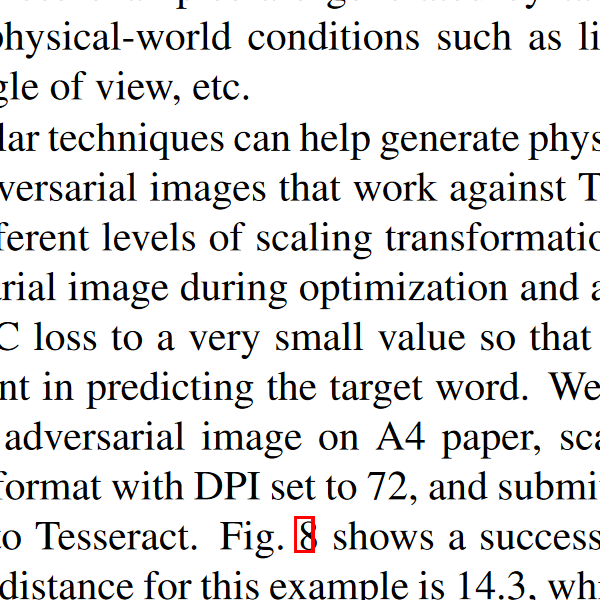 physical-world conditions such as li
gle of view, etc.
lar techniques can help generate phys
versarial images that work against T
ferent levels of scaling transformatio
arial image during optimization and a
C loss to a very small value so that
nt in predicting the target word. We
adversarial image on A4 paper, sca
format with DPI set to 72, and submi
to Tesseract. Fig. 8 shows a success
distance for this example is 14.3, whi